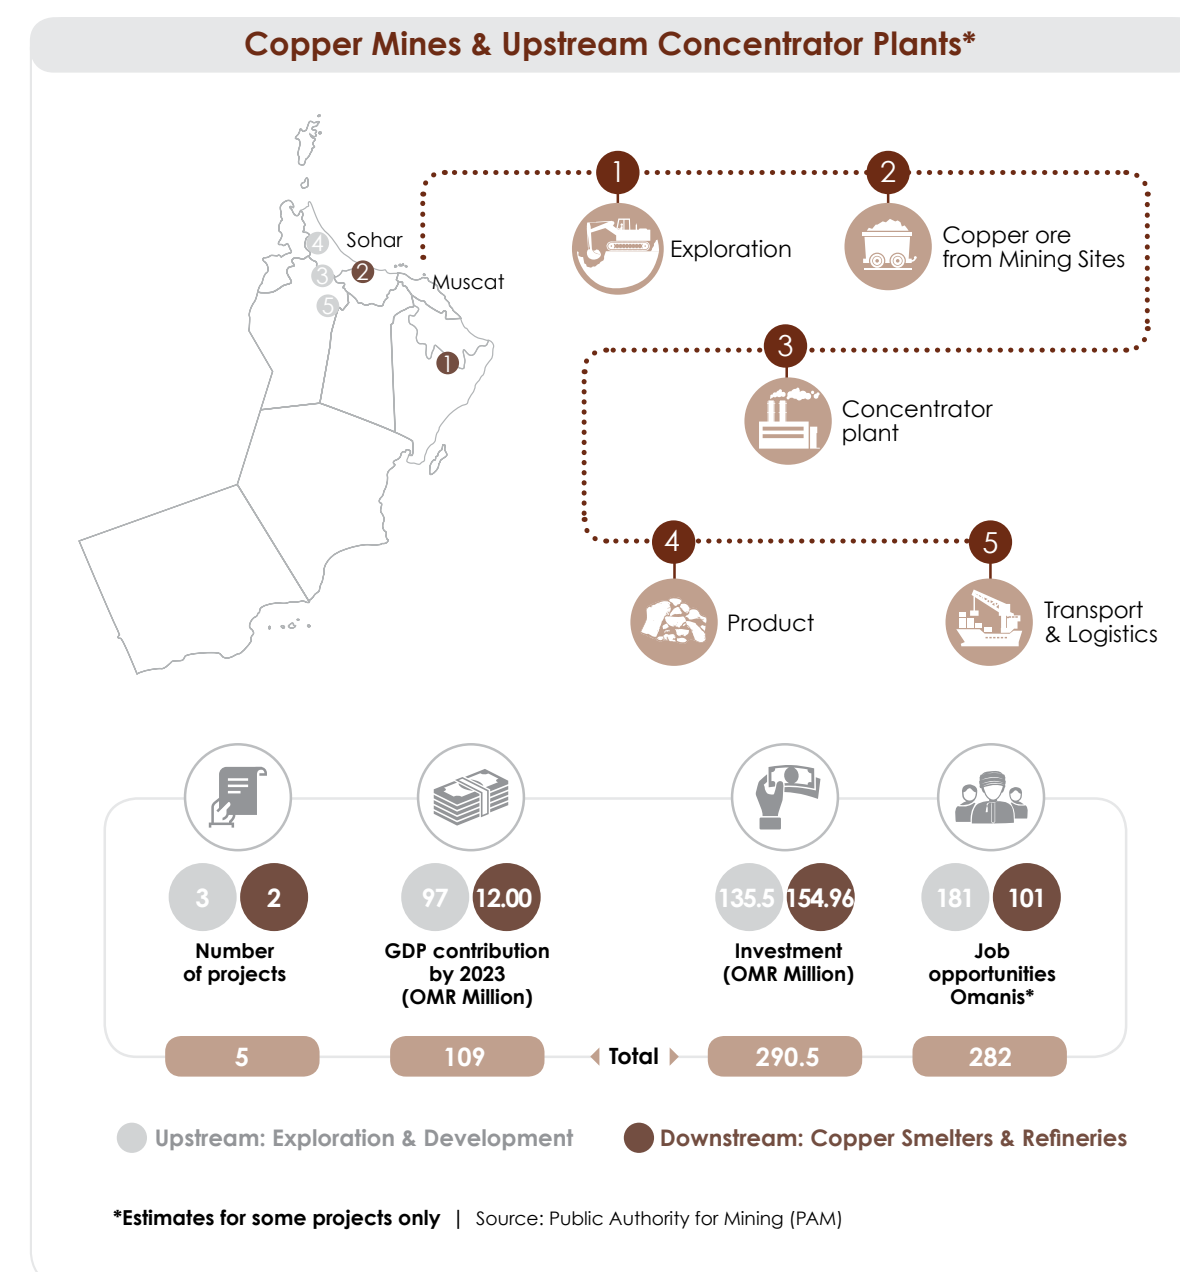 Copper Mines & Upstream Concentrator Plants*
4
Sohar
3
2
Muscat
5
1
1
2
Exploration
Copper ore
from Mining Sites
3
Concentrator
plant
4
5
Product
Transport
& Logistics
3
2
97
12.00
135.5
154.96
181
101
Number
of projects
GDP contribution
by 2023
(OMR Million)
Investment
(OMR Million)
Job
opportunities
Omanis*
5
109
Total
290.5
282
Upstream: Exploration & Development
Downstream: Copper Smelters & Refineries
*Estimates for some projects only | Source: Public Authority for Mining (PAM)